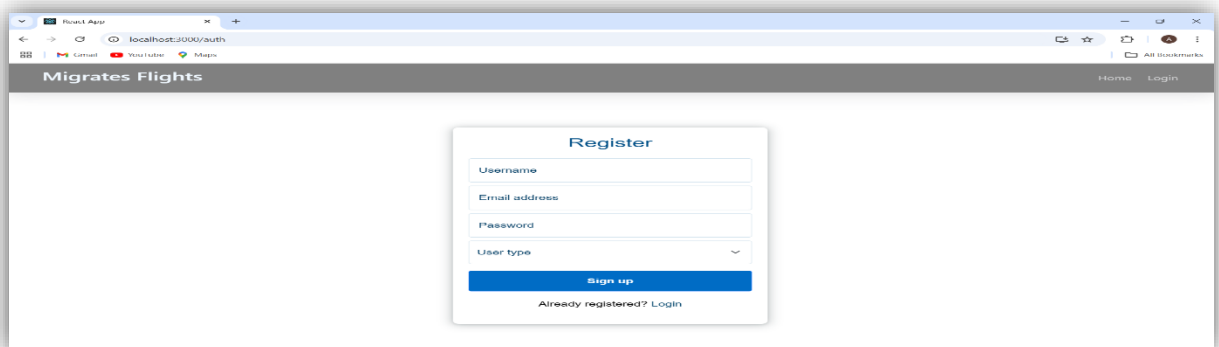 React App
localhost:3000/auth
Gmail YouTube Maps All Bookmarks
Migrates Flights Home Login
Register
Username
Email address
Password
User type
Sign up
Already registered? Login